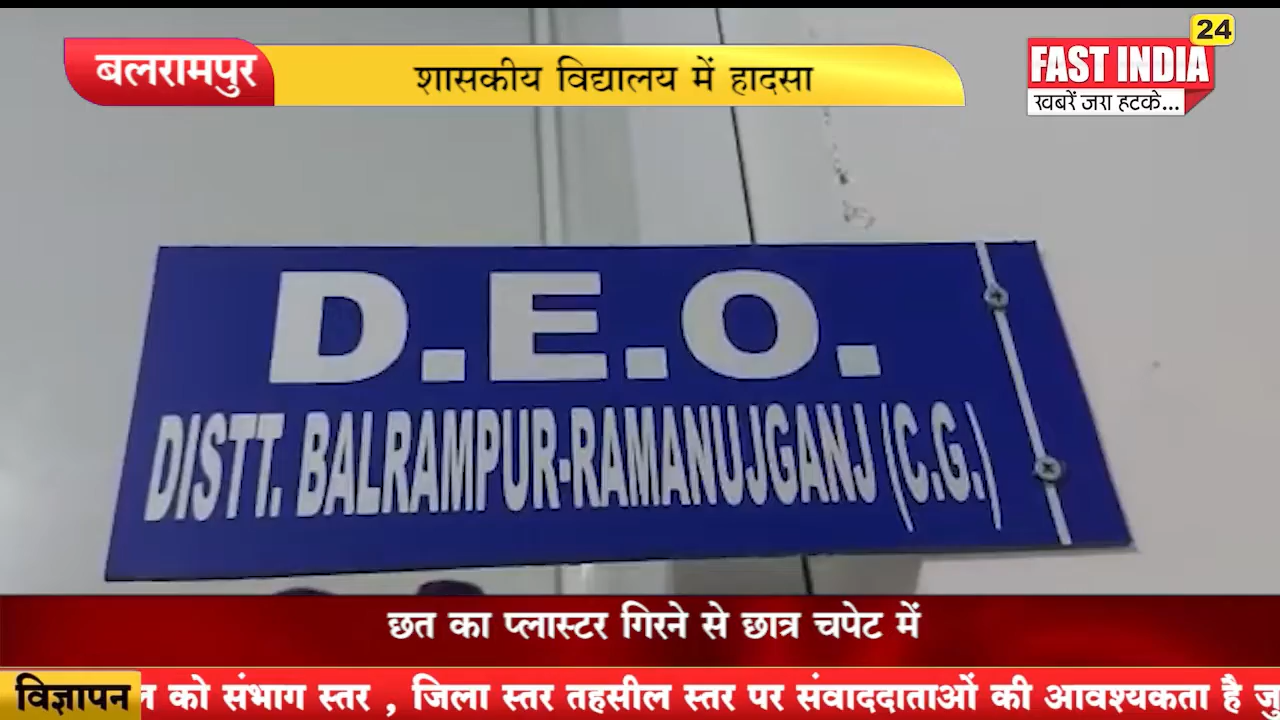 बलरामपुर
शासकीय विद्यालय में हादसा
24
FAST INDIA
खबरें जरा हटके...
D.E.O.
DISTT. BALRAMPUR-RAMANUJGANJ (C.G.)
छत का प्लास्टर गिरने से छात्र चपेट में
विज्ञापन
को संभाग स्तर , जिला स्तर तहसील स्तर पर संवाददाताओं की आवश्यकता है